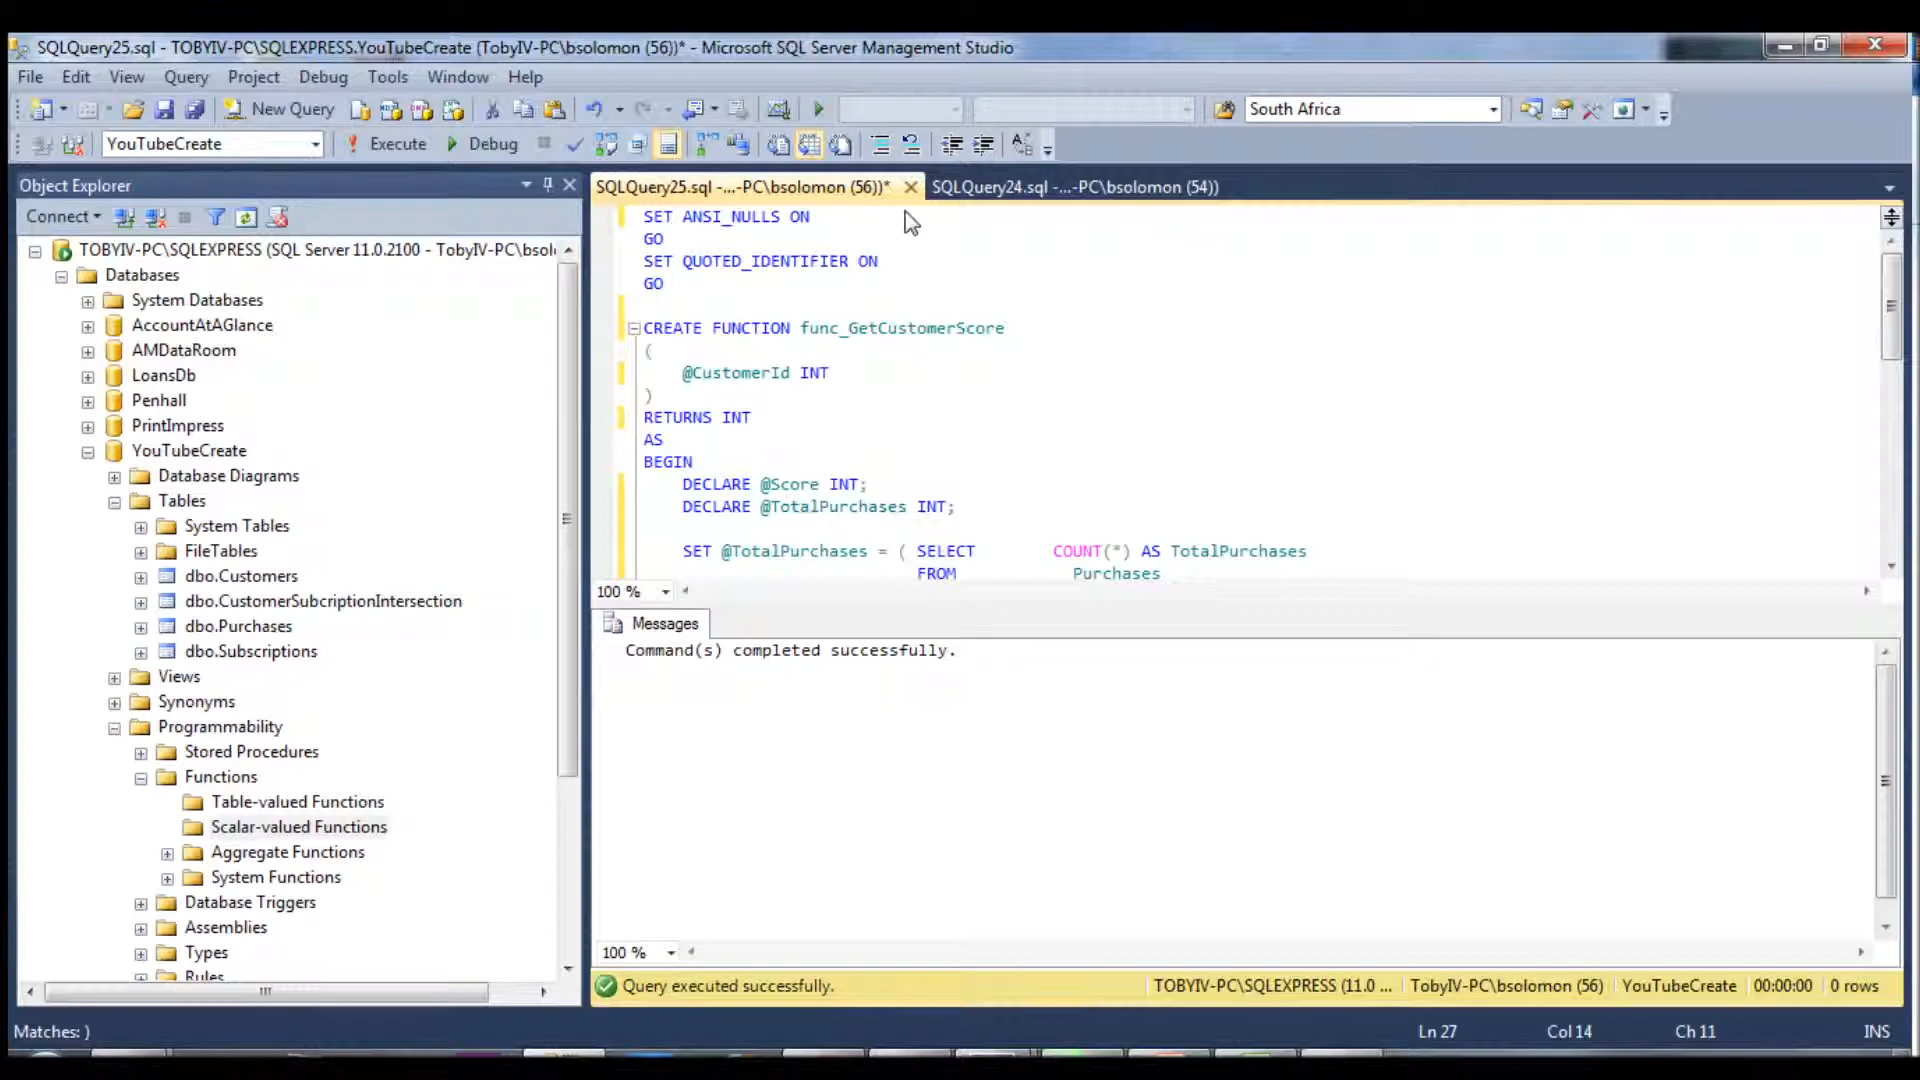 SQLQuery25.sql - TOBYIV-PC\SQLEXPRESS.YouTubeCreate (TobyIV-PC\bsolomon (56))* - Microsoft SQL Server Management Studio
File Edit View Query Project Debug Tools Window Help
New Query South Africa
YouTubeCreate Execute Debug
Object Explorer
SQLQuery25.sql -...-PC\bsolomon (56))* SQLQuery24.sql -...-PC\bsolomon (54))
Connect
TOBYIV-PC\SQLEXPRESS (SQL Server 11.0.2100 - TobyIV-PC\bsol
Databases
System Databases
AccountAtAGlance
AMDataRoom
LoansDb
Penhall
PrintImpress
YouTubeCreate
Database Diagrams
Tables
System Tables
FileTables
dbo.Customers
dbo.CustomerSubcriptionIntersection
dbo.Purchases
dbo.Subscriptions
Views
Synonyms
Programmability
Stored Procedures
Functions
Table-valued Functions
Scalar-valued Functions
Aggregate Functions
System Functions
Database Triggers
Assemblies
Types
Rules
SET ANSI_NULLS ON
GO
SET QUOTED_IDENTIFIER ON
GO
CREATE FUNCTION func_GetCustomerScore
(
@CustomerId INT
)
RETURNS INT
AS
BEGIN
DECLARE @Score INT;
DECLARE @TotalPurchases INT;
SET @TotalPurchases = ( SELECT COUNT(*) AS TotalPurchases
FROM Purchases
100 %
Messages
Command(s) completed successfully.
100 %
Query executed successfully. TOBYIV-PC\SQLEXPRESS (11.0 ... TobyIV-PC\bsolomon (56) YouTubeCreate 00:00:00 0 rows
Matches: ) Ln 27 Col 14 Ch 11 INS